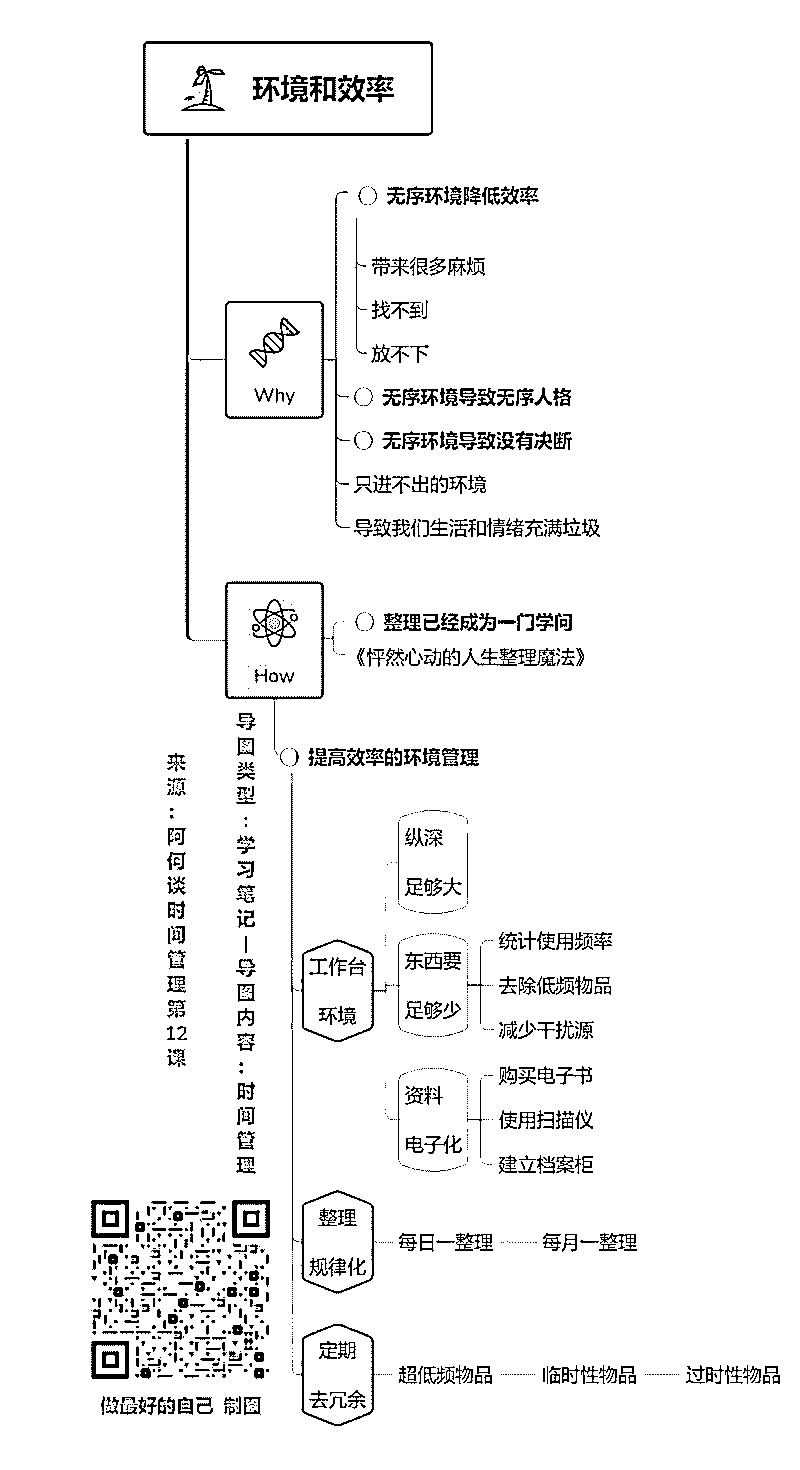 环境和效率
无序环境降低效率
带来很多麻烦
找不到
放不下
Why
无序环境导致无序人格
无序环境导致没有决断
只进不出的环境
导致我们生活和情绪充满垃圾
How
整理已经成为一门学问
《怦然心动的人生整理魔法》
提高效率的环境管理
工作台
环境
纵深
足够大
东西要
足够少
统计使用频率
去除低频物品
减少干扰源
资料
电子化
购买电子书
使用扫描仪
建立档案柜
整理
规律化
每日一整理
每月一整理
定期
去冗余
超低频物品
临时性物品
过时性物品
导图类型：学习笔记—导图内容：时间管理
来源：阿何谈时间管理第12课
做最好的自己 制图